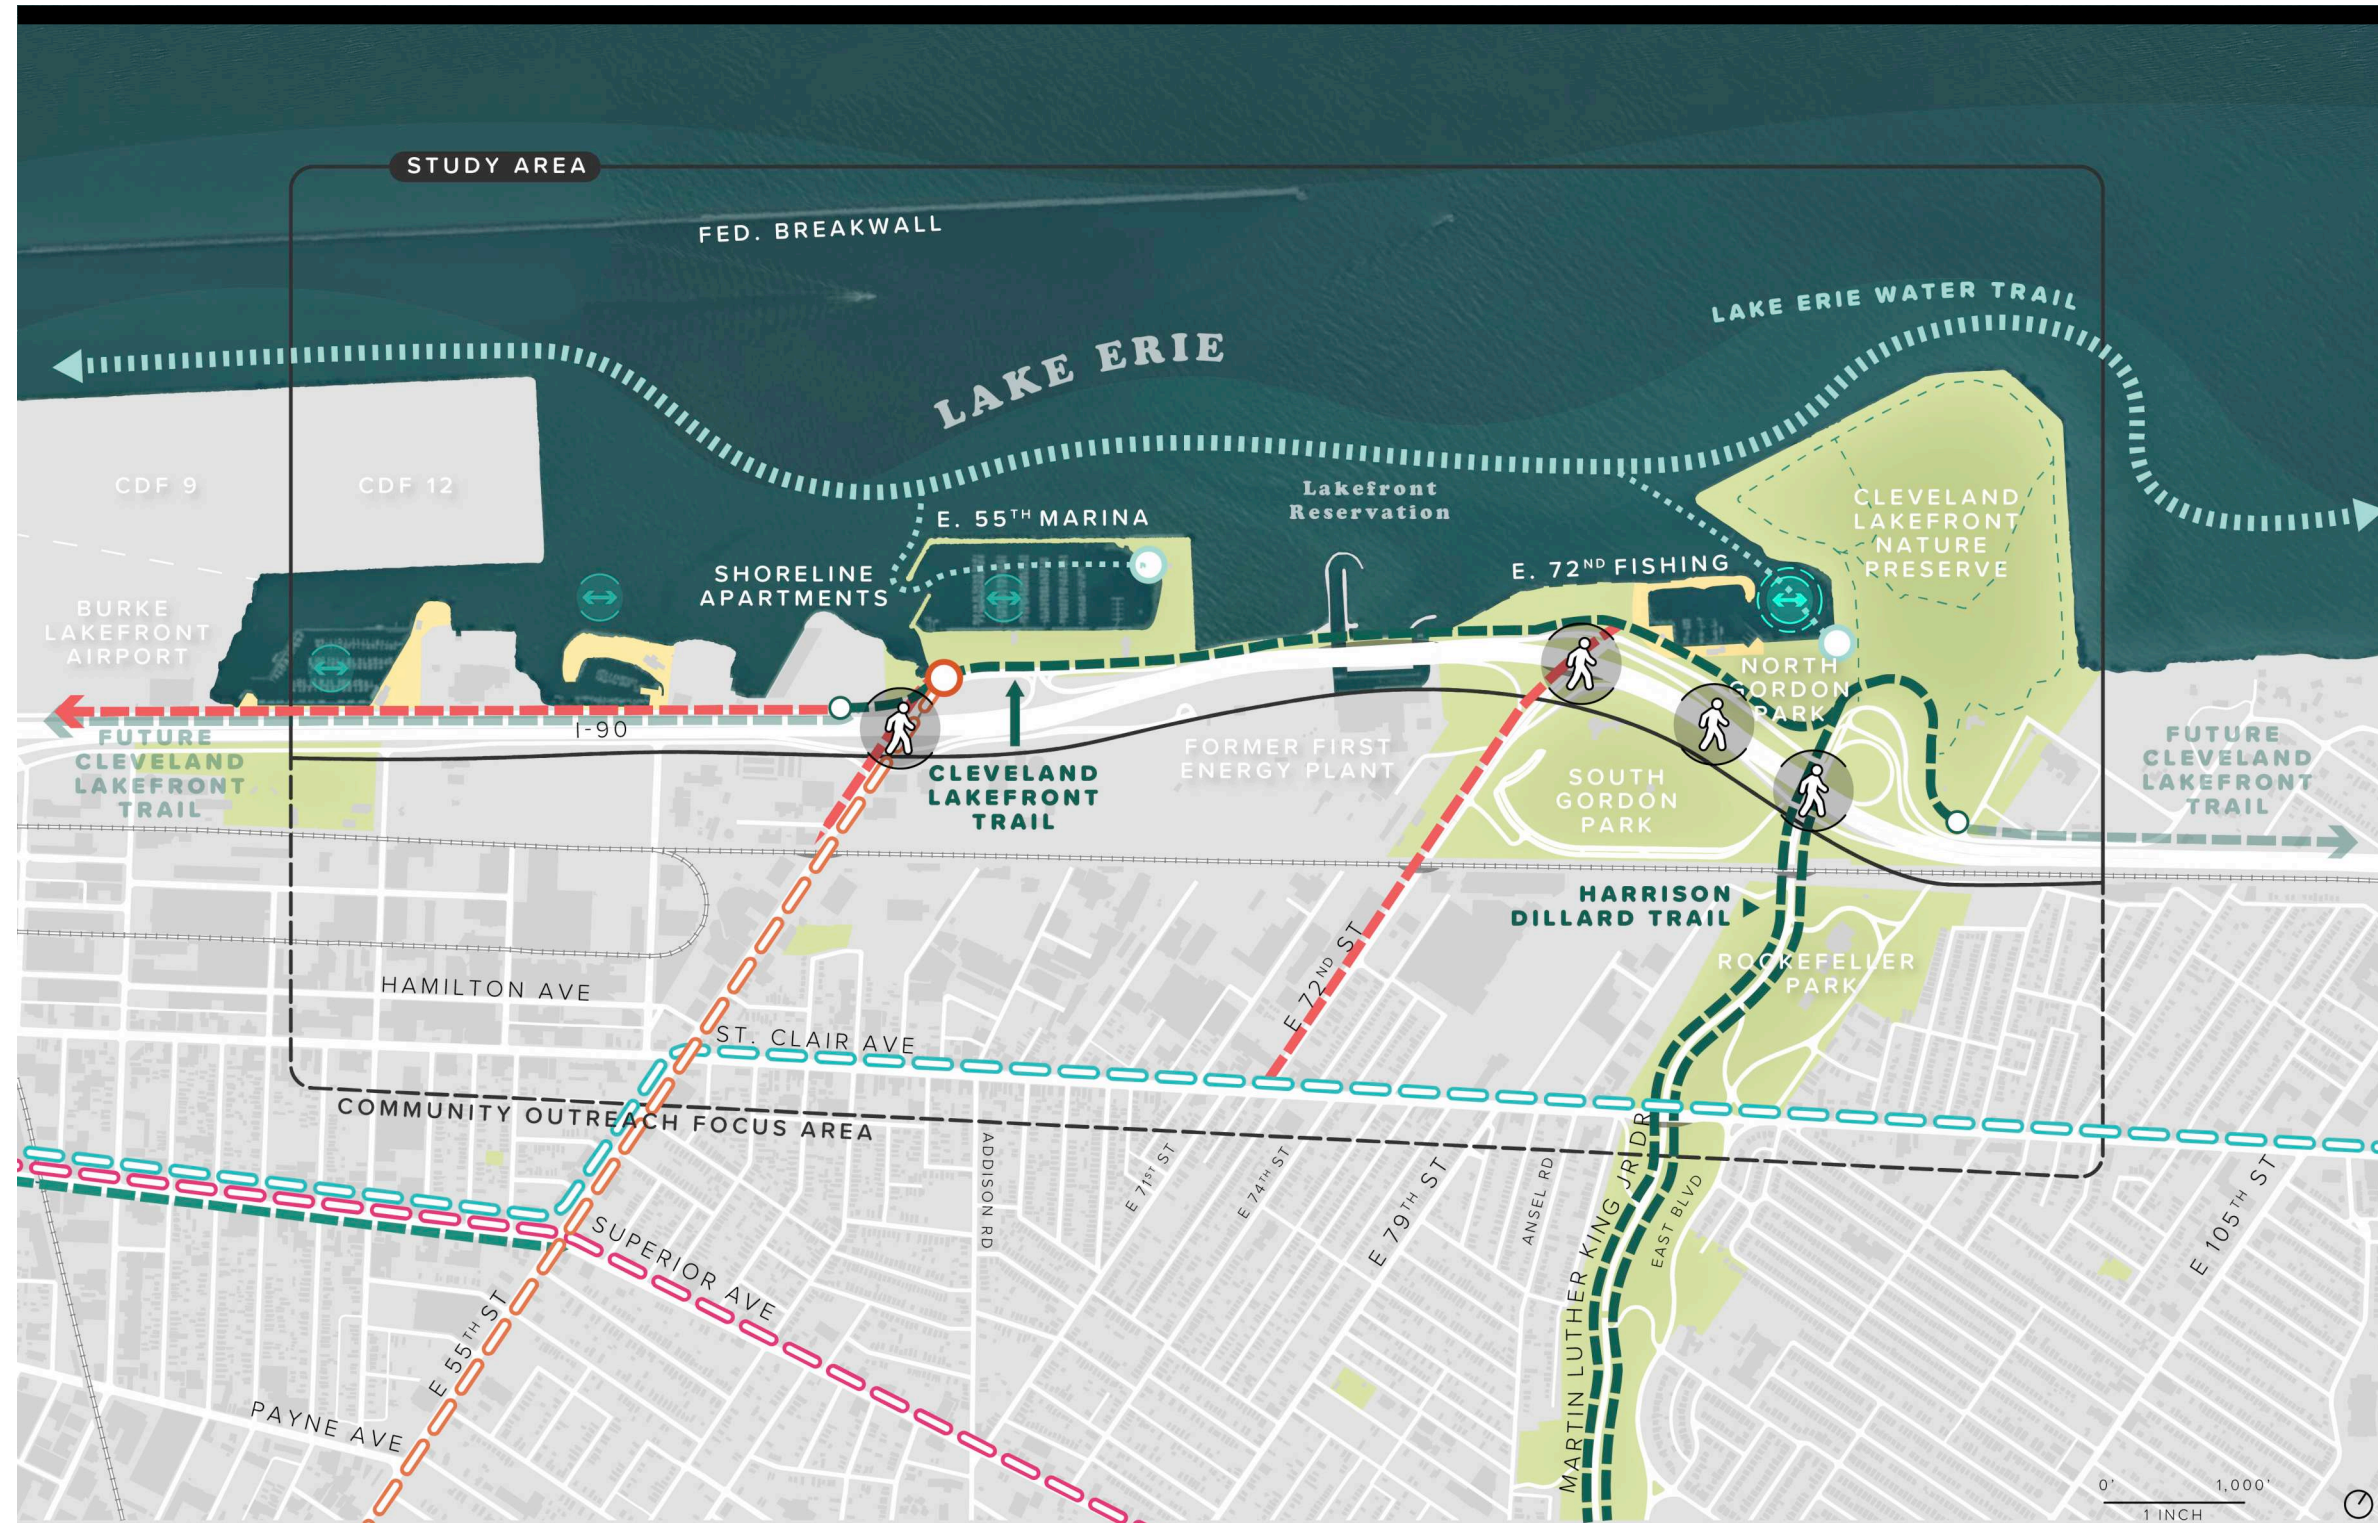 STUDY AREA
FED. BREAKWALL
LAKE ERIE WATER TRAIL
LAKE ERIE
CDF 9
CDF 12
Lakefront
Reservation
E. 55TH MARINA
CLEVELAND
LAKEFRONT
NATURE
PRESERVE
SHORELINE
APARTMENTS
E. 72ND FISHING
BURKE
LAKEFRONT
AIRPORT
NORTH
GORDON
PARK
I-90
FUTURE
CLEVELAND
LAKEFRONT
TRAIL
CLEVELAND
LAKEFRONT
TRAIL
FORMER FIRST
ENERGY PLANT
SOUTH
GORDON
PARK
FUTURE
CLEVELAND
LAKEFRONT
TRAIL
HARRISON
DILLARD TRAIL
ROCKEFELLER
PARK
HAMILTON AVE
E 72ND ST
ST. CLAIR AVE
COMMUNITY OUTREACH FOCUS AREA
ADDISON RD
E 71ST ST
E 74TH ST
E 79TH ST
ANSEL RD
MARTIN LUTHER KING JR DR
EAST BLVD
E 105TH ST
SUPERIOR AVE
E 55TH ST
PAYNE AVE
0' 1,000'
1 INCH